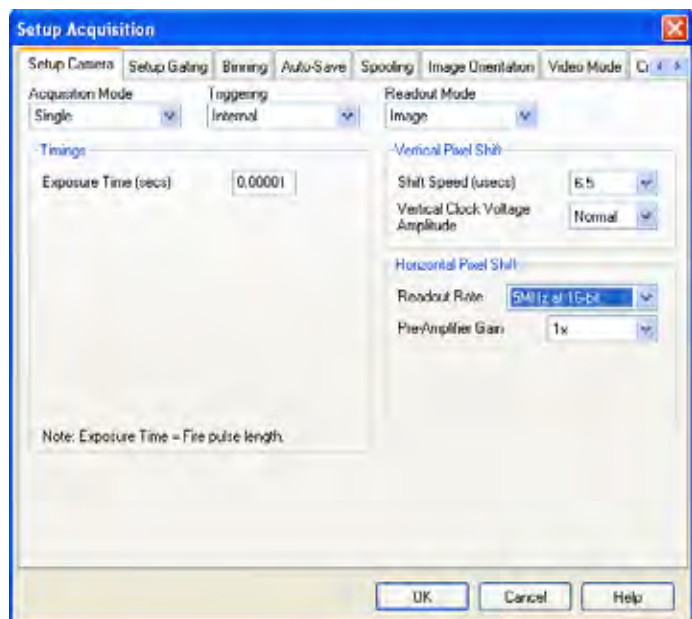 Setup Acquisition
Setup Camera Setup Gating Binning Auto-Save Spooling Image Orientation Video Mode
Acquisition Mode Triggering Readout Mode
Single Internal Image
Timings
Exposure Time (secs) 0.00001
Vertical Pixel Shift
Shift Speed (usecs) 6.5
Vertical Clock Voltage
Amplitude
Normal
Horizontal Pixel Shift
Readout Rate 5MHz at 16-bit
Pre-Amplifier Gain 1x
Note: Exposure Time = Fire pulse length.
OK Cancel Help